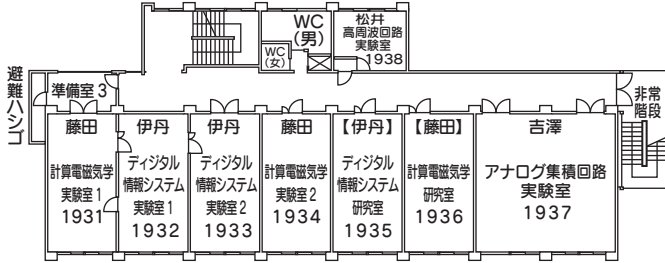 WC
(男)
WC
(女)
松井
高周波回路
実験室
1938
避難ハシゴ
準備室3
非常
階段
藤田
計算電磁気学
実験室1
1931
伊丹
ディジタル
情報システム
実験室1
1932
伊丹
ディジタル
情報システム
実験室2
1933
藤田
計算電磁気学
実験室2
1934
【伊丹】
ディジタル
情報システム
研究室
1935
【藤田】
計算電磁気学
研究室
1936
吉澤
アナログ集積回路
実験室
1937